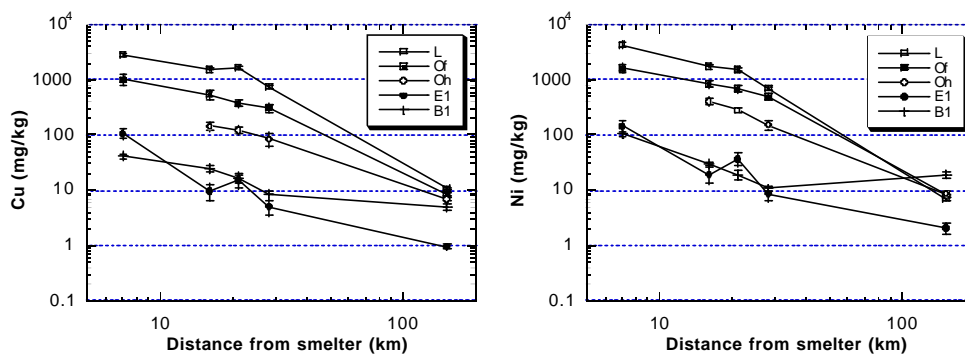 10⁴
1000
100
10
1
0.1
Cu (mg/kg)
L
Of
Oh
E1
B1
10 100
Distance from smelter (km)
10⁴
1000
100
10
1
0.1
Ni (mg/kg)
L
Of
Oh
E1
B1
10 100
Distance from smelter (km)